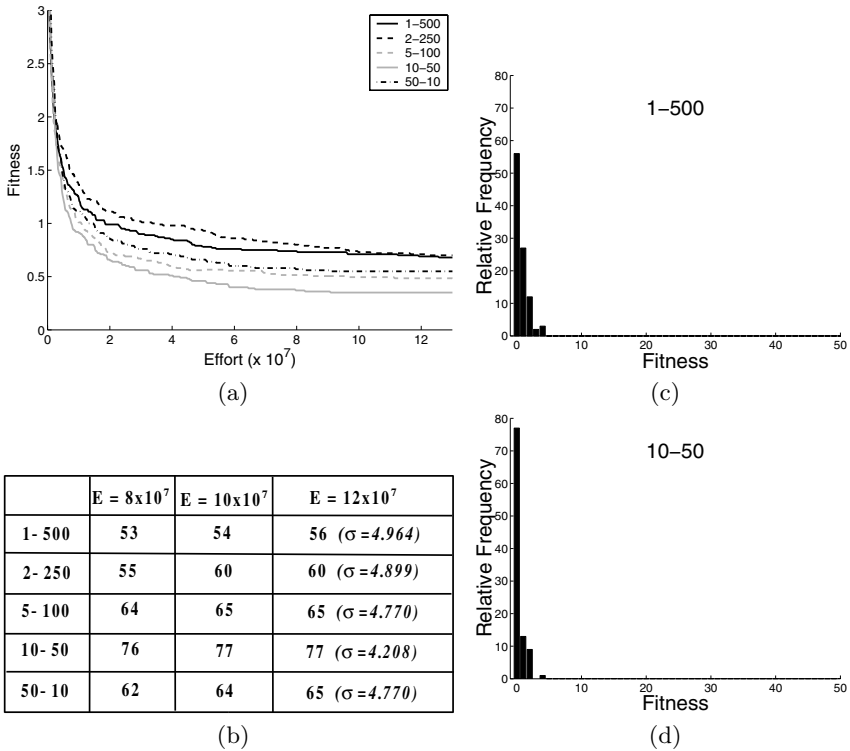 3
2.5
2
1.5
1
0.5
0
Fitness
0 2 4 6 8 10 12
Effort (x 10^7)
1−500
2−250
5−100
10−50
50−10
(a)
80
70
60
50
40
30
20
10
0
Relative Frequency
1−500
0 10 20 30 40 50
Fitness
(c)
E = 8x10^7 E = 10x10^7 E = 12x10^7
1- 500 53 54 56 (σ =4.964)
2- 250 55 60 60 (σ =4.899)
5- 100 64 65 65 (σ =4.770)
10- 50 76 77 77 (σ =4.208)
50- 10 62 64 65 (σ =4.770)
(b)
80
70
60
50
40
30
20
10
0
Relative Frequency
10−50
0 10 20 30 40 50
Fitness
(d)